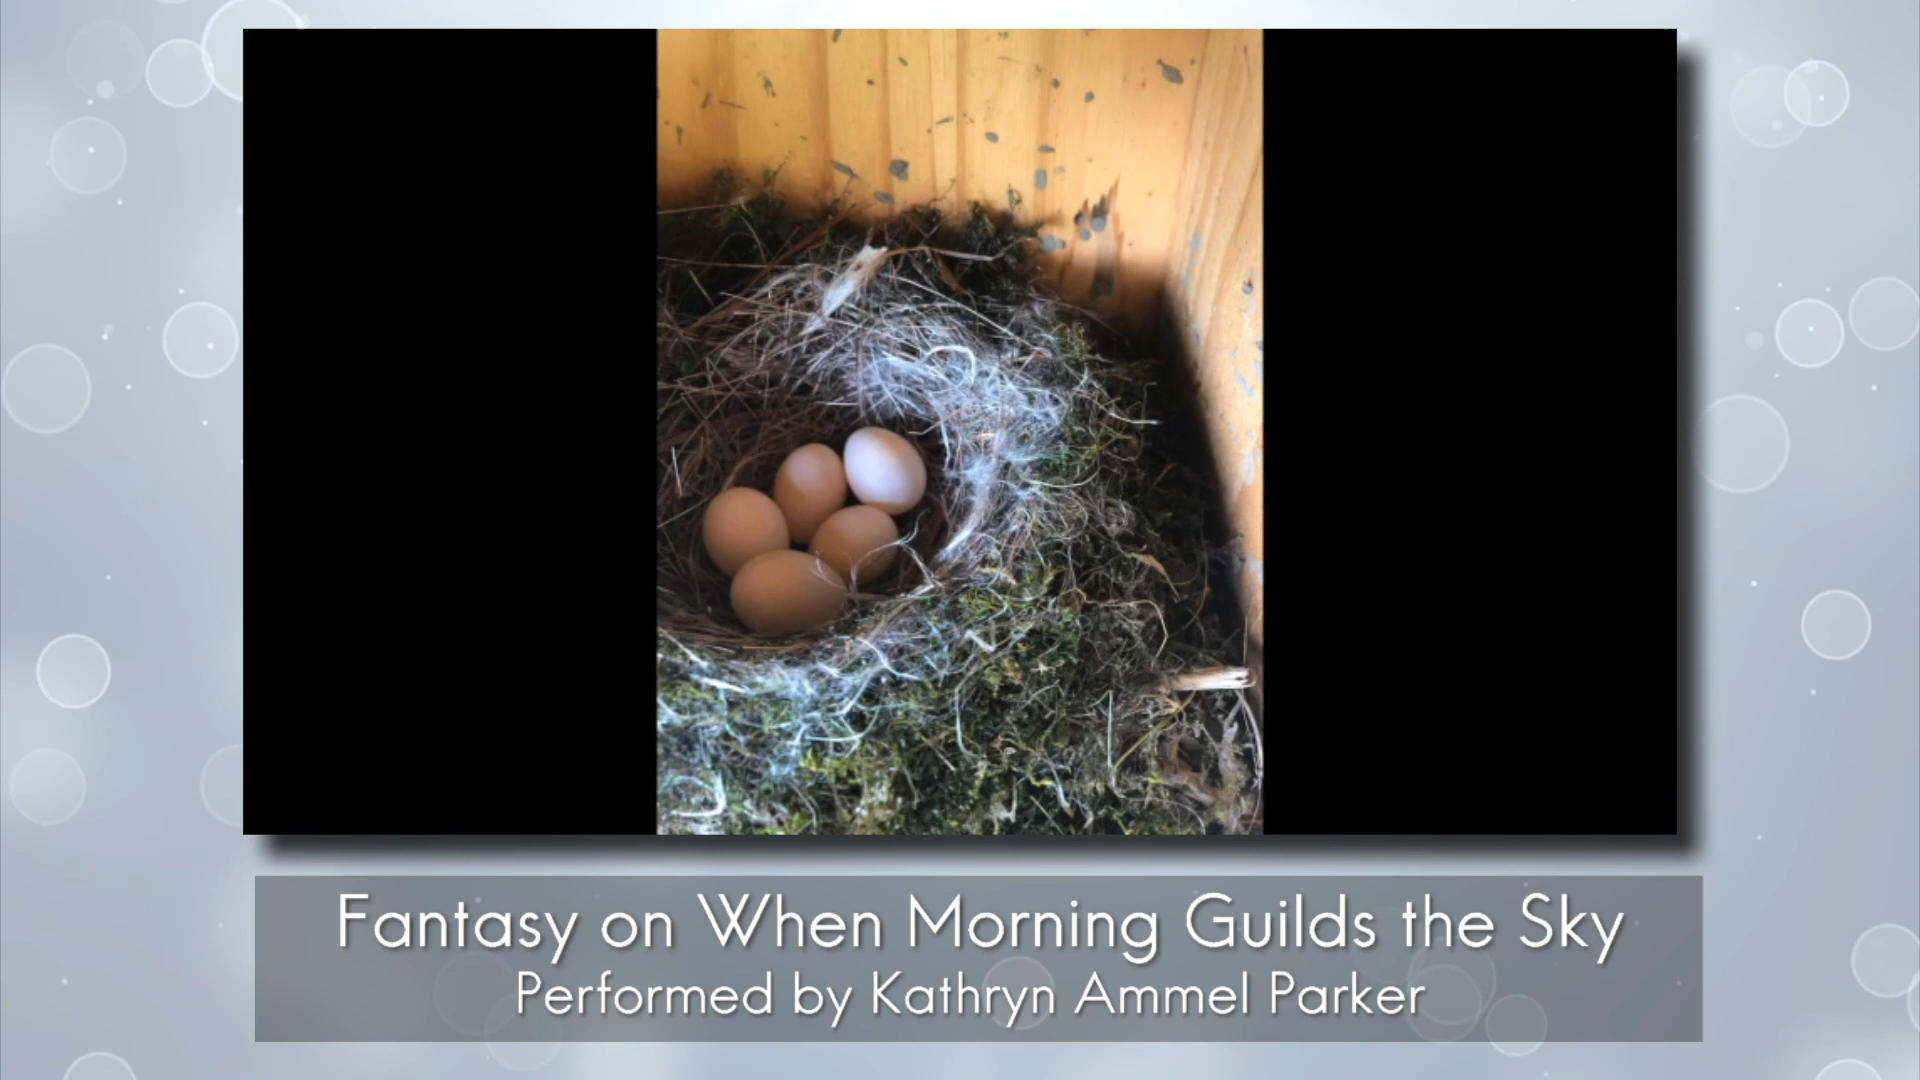 Fantasy on When Morning Guilds the Sky
Performed by Kathryn Ammel Parker